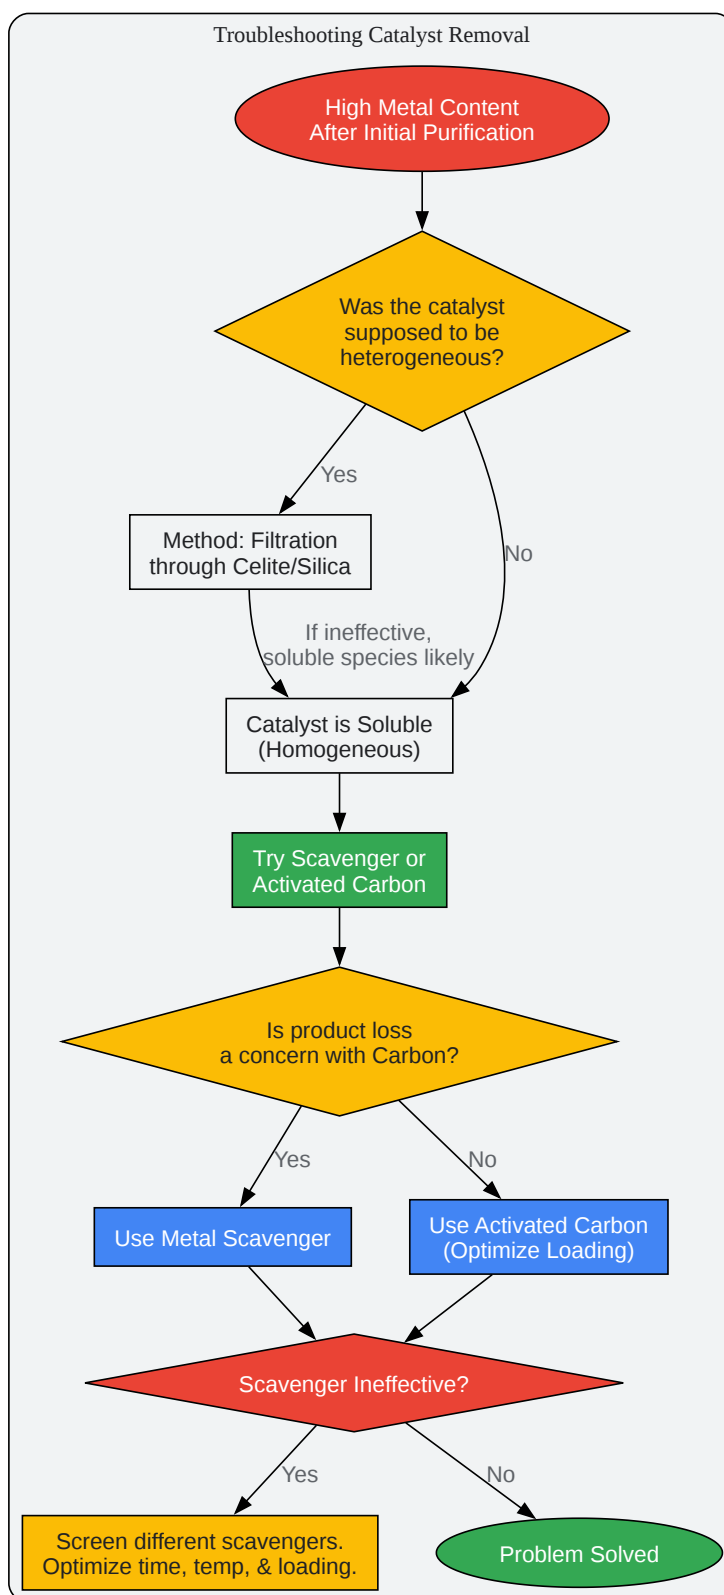 Troubleshooting Catalyst Removal
High Metal Content
After Initial Purification
Was the catalyst
supposed to be
heterogeneous?
Yes
Method: Filtration
through Celite/Silica
No
If ineffective,
soluble species likely
Catalyst is Soluble
(Homogeneous)
Try Scavenger or
Activated Carbon
Is product loss
a concern with Carbon?
Yes
No
Use Metal Scavenger
Use Activated Carbon
(Optimize Loading)
Scavenger Ineffective?
Yes
No
Screen different scavengers.
Optimize time, temp, & loading.
Problem Solved